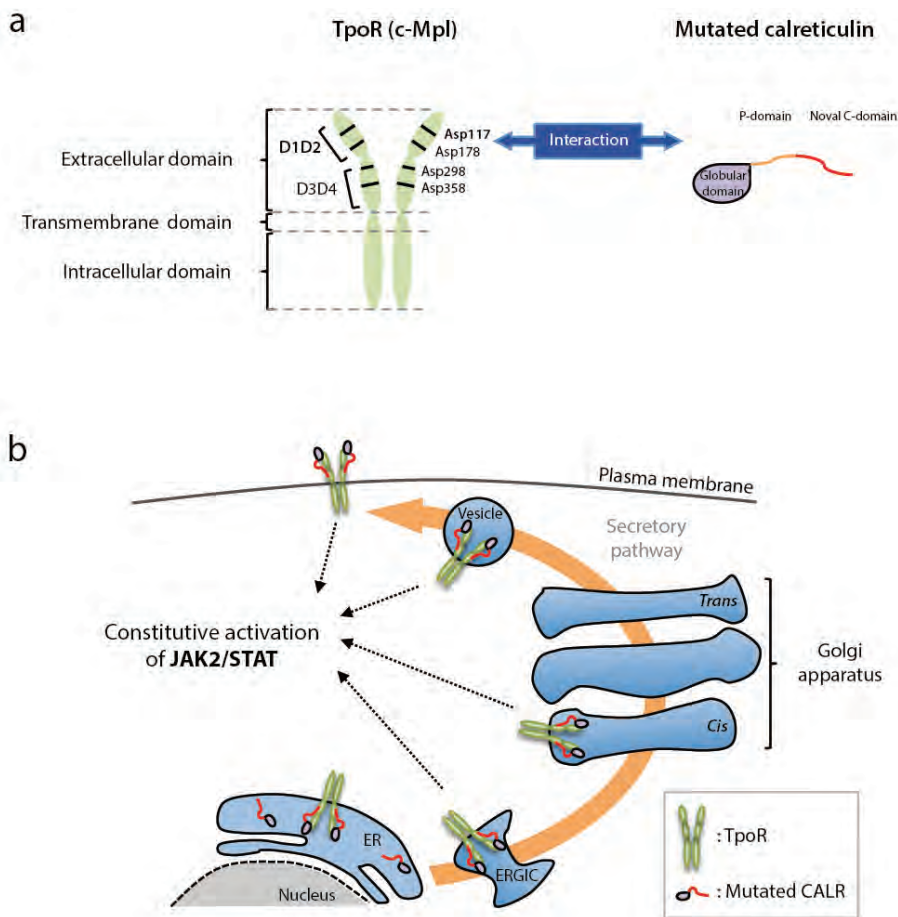 a
TpoR (c-Mpl)
Mutated calreticulin
Extracellular domain
Transmembrane domain
Intracellular domain
D1D2
D3D4
Asp117
Asp178
Asp298
Asp358
Interaction
P-domain
Noval C-domain
Globular
domain
b
Plasma membrane
Vesicle
Secretory
pathway
Constitutive activation
of JAK2/STAT
Trans
Cis
Golgi
apparatus
ER
Nucleus
ERGIC
: TpoR
: Mutated CALR